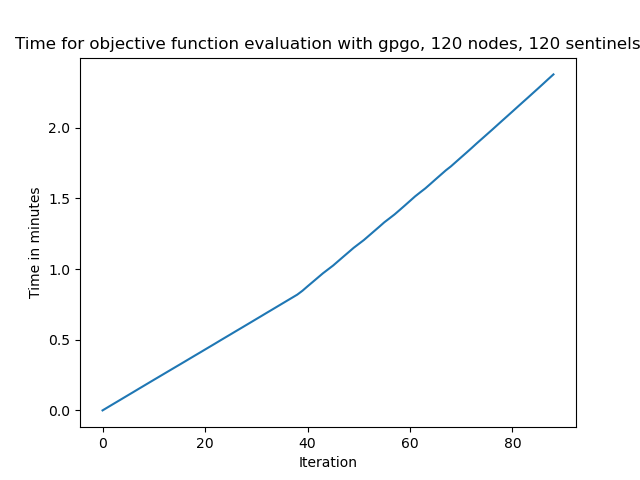 Time for objective function evaluation with gpgo, 120 nodes, 120 sentinels
2.0
1.5
1.0
0.5
0.0
Time in minutes
0 20 40 60 80
Iteration